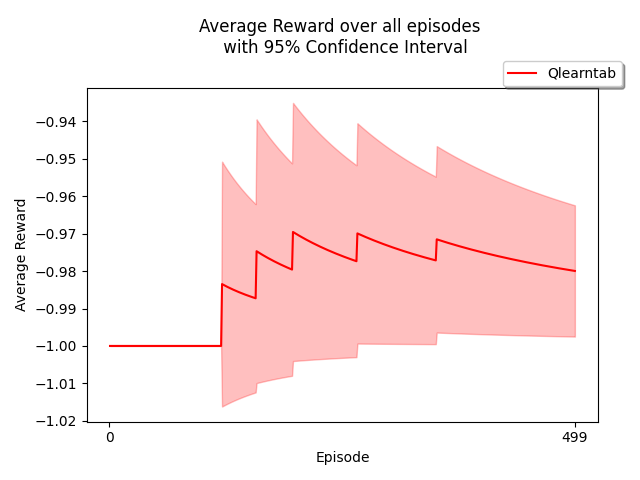 Average Reward over all episodes
with 95% Confidence Interval
Qlearntab
−0.94
−0.95
−0.96
−0.97
−0.98
−0.99
−1.00
−1.01
−1.02
Average Reward
0
499
Episode